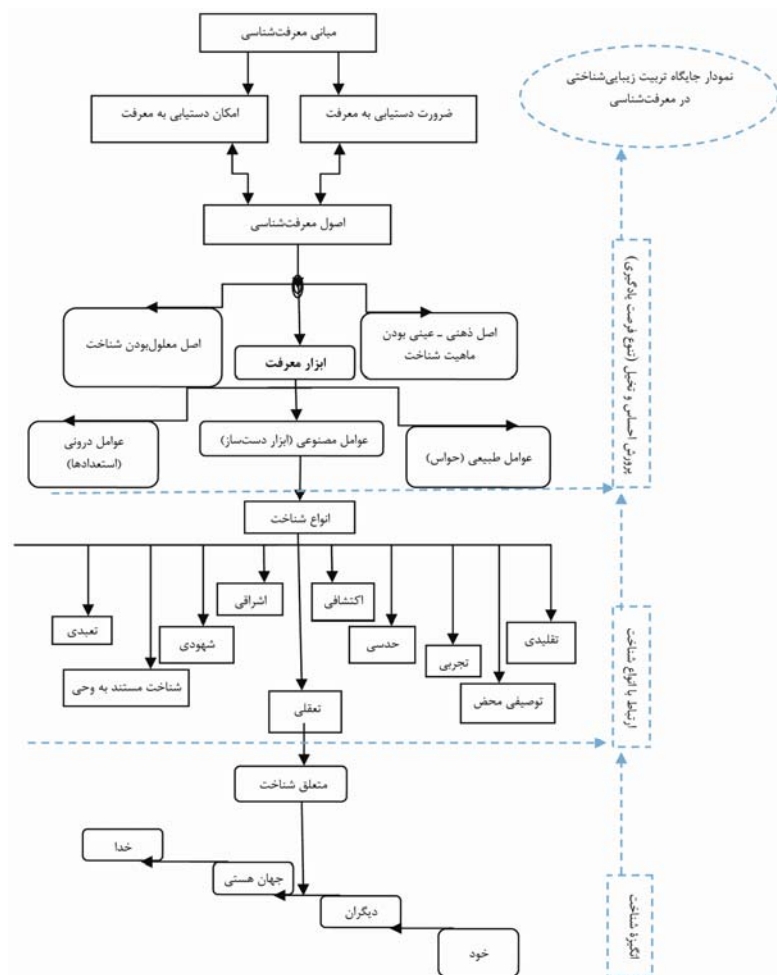 مبانی معرفت‌شناسی
نمودار جایگاه تربیت زیبایی‌شناختی
در معرفت‌شناسی
ضرورت دستیابی به معرفت
امکان دستیابی به معرفت
اصول معرفت‌شناسی
اصل ذهنی ـ عینی بودن
ماهیت شناخت
اصل معلول‌بودن شناخت
ابزار معرفت
عوامل طبیعی (حواس)
عوامل مصنوعی (ابزار دست‌ساز)
عوامل درونی
(استعدادها)
پرورش احساس و تخیل (تنوع فرصت یادگیری)
انواع شناخت
تقلیدی
توصیفی محض
تجربی
حدسی
اکتشافی
تعقلی
اشراقی
شهودی
شناخت مستند به وحی
تعبدی
ارتباط با انواع شناخت
متعلق شناخت
خود
دیگران
جهان هستی
خدا
انگیزهٔ شناخت